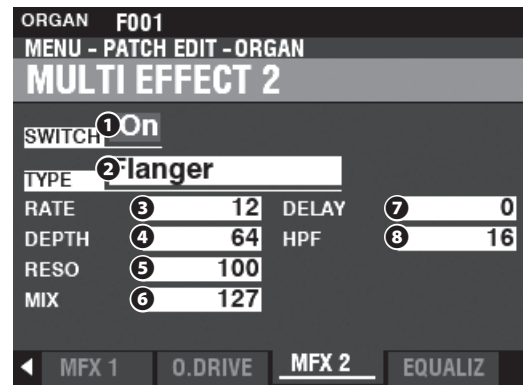 ORGAN F001
MENU - PATCH EDIT - ORGAN
MULTI EFFECT 2
SWITCH 1 On
TYPE 2 Flanger
RATE 3 12 DELAY 7 0
DEPTH 4 64 HPF 8 16
RESO 5 100
MIX 6 127
MFX 1 O.DRIVE MFX 2 EQUALIZ